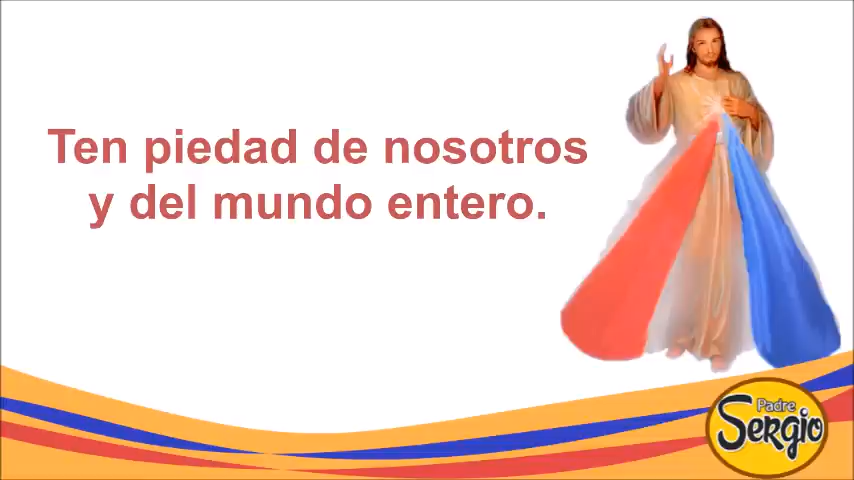 Ten piedad de nosotros
y del mundo entero.
Padre
Sergio